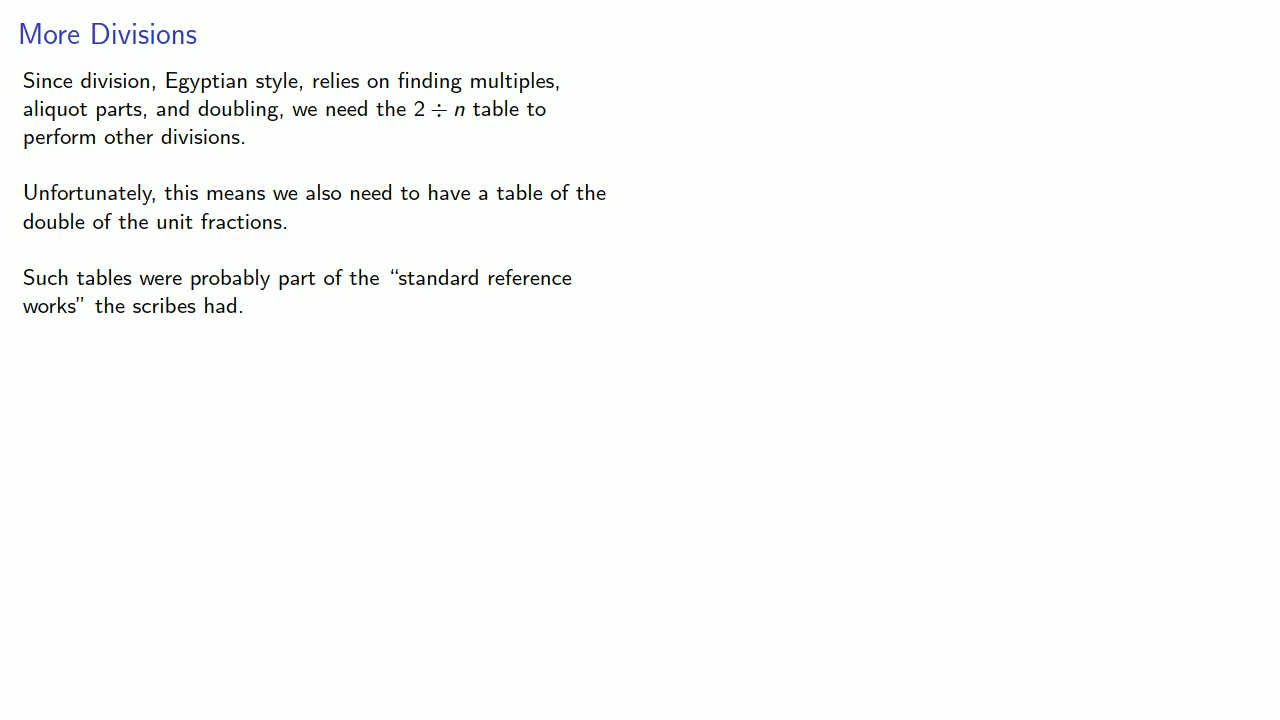 More Divisions
Since division, Egyptian style, relies on finding multiples,
aliquot parts, and doubling, we need the 2 ÷ n table to
perform other divisions.
Unfortunately, this means we also need to have a table of the
double of the unit fractions.
Such tables were probably part of the “standard reference
works” the scribes had.